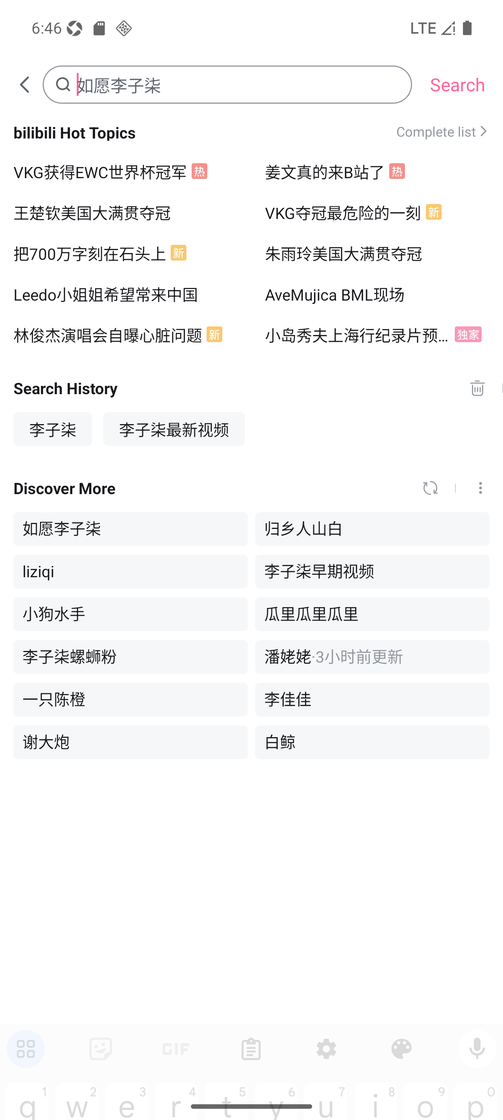 6:46 LTE
如愿李子柒 Search
bilibili Hot Topics Complete list
VKG获得EWC世界杯冠军 热 姜文真的来B站了 热
王楚钦美国大满贯夺冠 VKG夺冠最危险的一刻 新
把700万字刻在石头上 新 朱雨玲美国大满贯夺冠
Leedo小姐姐希望常来中国 AveMujica BML现场
林俊杰演唱会自曝心脏问题 新 小岛秀夫上海行纪录片预... 独家
Search History
李子柒 李子柒最新视频
Discover More
如愿李子柒 归乡人山白
liziqi 李子柒早期视频
小狗水手 瓜里瓜里瓜里
李子柒螺蛳粉 潘姥姥·3小时前更新
一只陈橙 李佳佳
谢大炮 白鲸
GIF
q 1 w 2 e 3 r 4 t 5 y 6 u 7 i 8 o 9 p 0